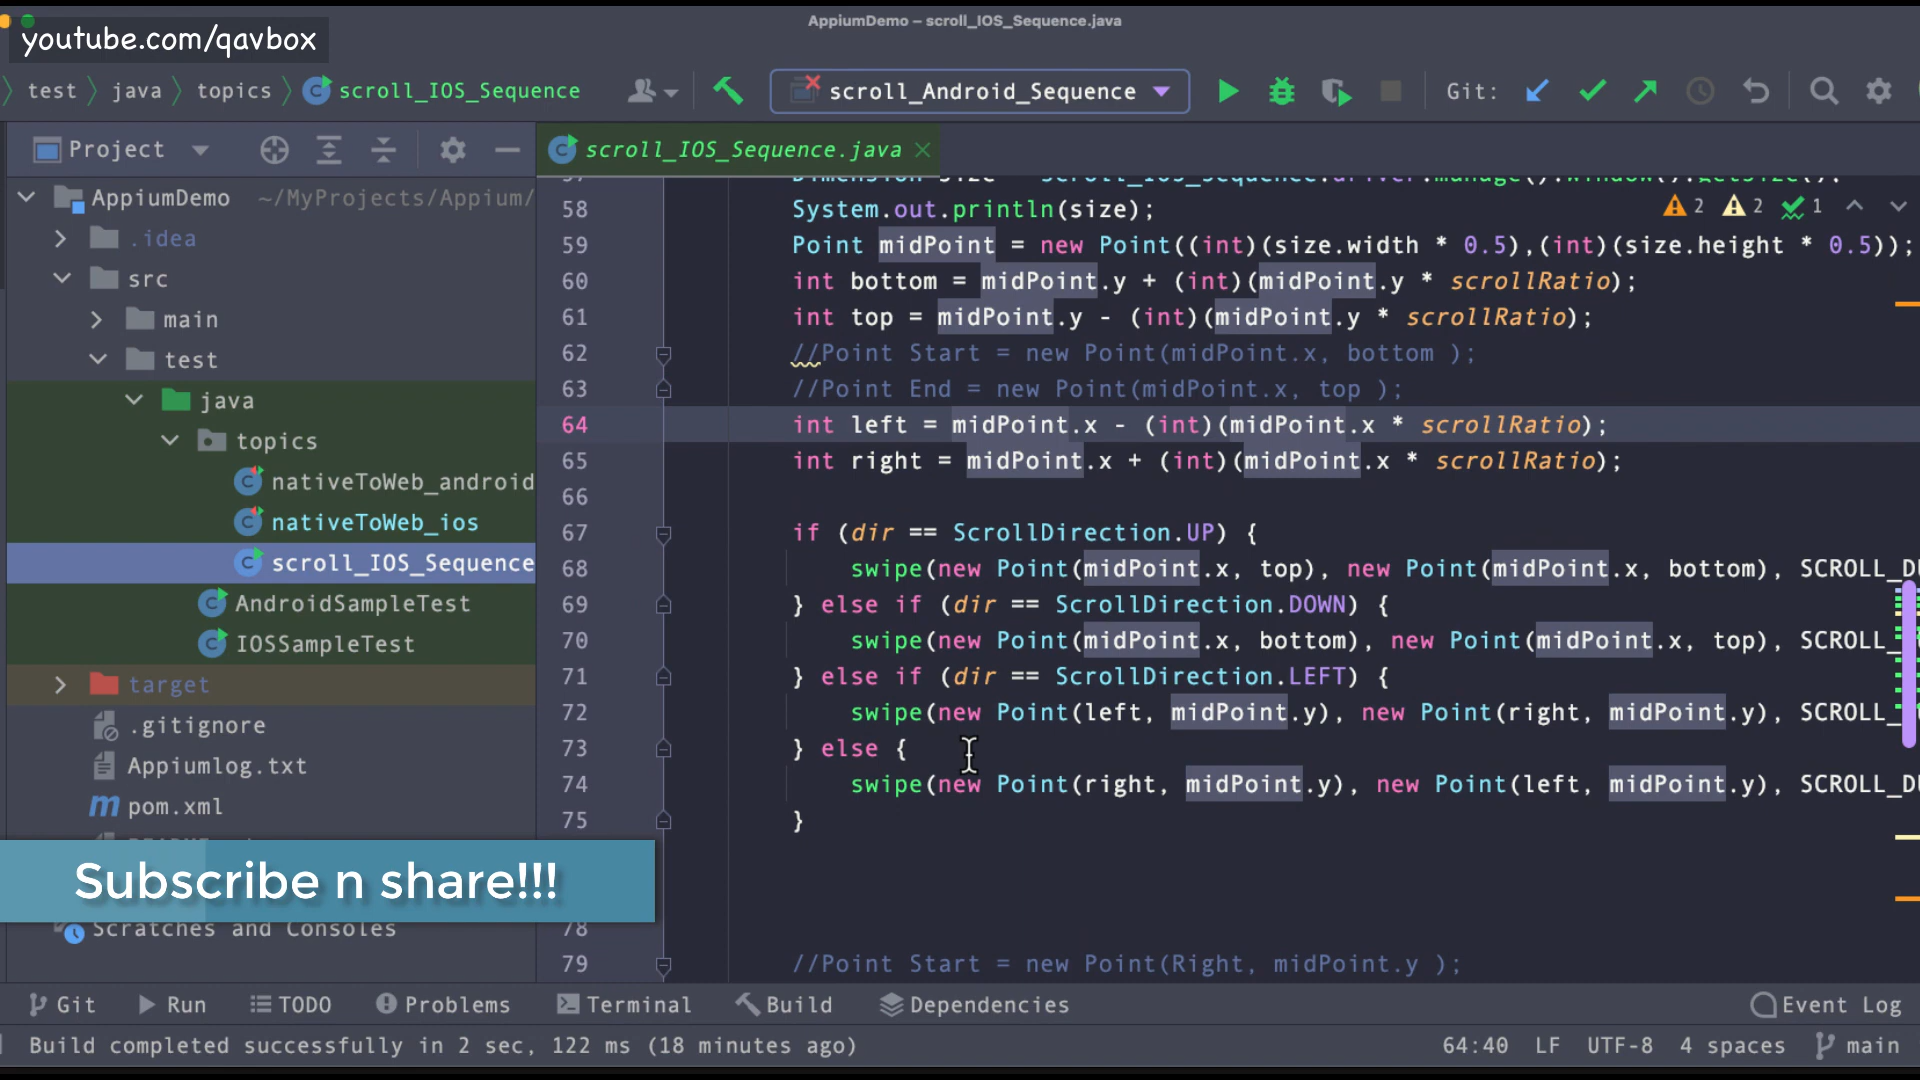 AppiumDemo – scroll_IOS_Sequence.java
youtube.com/qavbox
test java topics scroll_IOS_Sequence scroll_Android_Sequence Git:
Project
scroll_IOS_Sequence.java
AppiumDemo ~/MyProjects/Appium/
.idea
src
main
test
java
topics
nativeToWeb_android
nativeToWeb_ios
scroll_IOS_Sequence
AndroidSampleTest
IOSSampleTest
target
.gitignore
Appiumlog.txt
pom.xml
Subscribe n share!!!
Scratches and Consoles
2 2 1
58 System.out.println(size);
59 Point midPoint = new Point((int)(size.width * 0.5),(int)(size.height * 0.5));
60 int bottom = midPoint.y + (int)(midPoint.y * scrollRatio);
61 int top = midPoint.y - (int)(midPoint.y * scrollRatio);
62 //Point Start = new Point(midPoint.x, bottom );
63 //Point End = new Point(midPoint.x, top );
64 int left = midPoint.x - (int)(midPoint.x * scrollRatio);
65 int right = midPoint.x + (int)(midPoint.x * scrollRatio);
66
67 if (dir == ScrollDirection.UP) {
68 swipe(new Point(midPoint.x, top), new Point(midPoint.x, bottom), SCROLL_DU
69 } else if (dir == ScrollDirection.DOWN) {
70 swipe(new Point(midPoint.x, bottom), new Point(midPoint.x, top), SCROLL_
71 } else if (dir == ScrollDirection.LEFT) {
72 swipe(new Point(left, midPoint.y), new Point(right, midPoint.y), SCROLL_
73 } else {
74 swipe(new Point(right, midPoint.y), new Point(left, midPoint.y), SCROLL_DU
75 }
78
79 //Point Start = new Point(Right, midPoint.y );
Git Run TODO Problems Terminal Build Dependencies Event Log
Build completed successfully in 2 sec, 122 ms (18 minutes ago) 64:40 LF UTF-8 4 spaces main